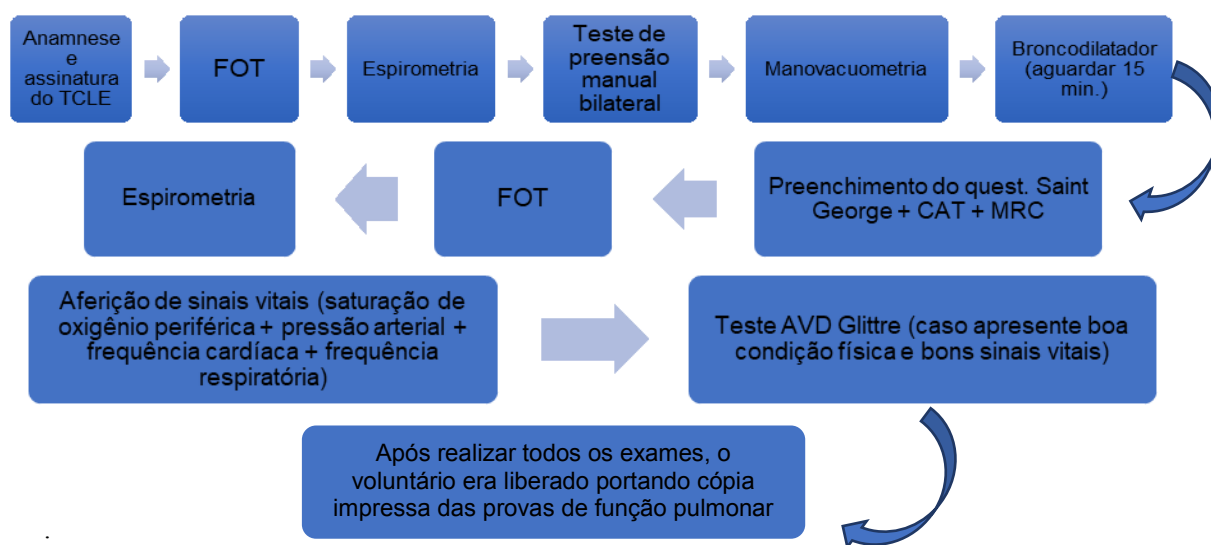 Anamnese
e
assinatura
do TCLE
FOT
Espirometria
Teste de
preensão
manual
bilateral
Manovacuometria
Broncodilatador
(aguardar 15
min.)
Espirometria
FOT
Preenchimento do quest. Saint
George + CAT + MRC
Aferição de sinais vitais (saturação de
oxigênio periférica + pressão arterial +
frequência cardíaca + frequência
respiratória)
Teste AVD Glittre (caso apresente boa
condição física e bons sinais vitais)
Após realizar todos os exames, o
voluntário era liberado portando cópia
impressa das provas de função pulmonar
.